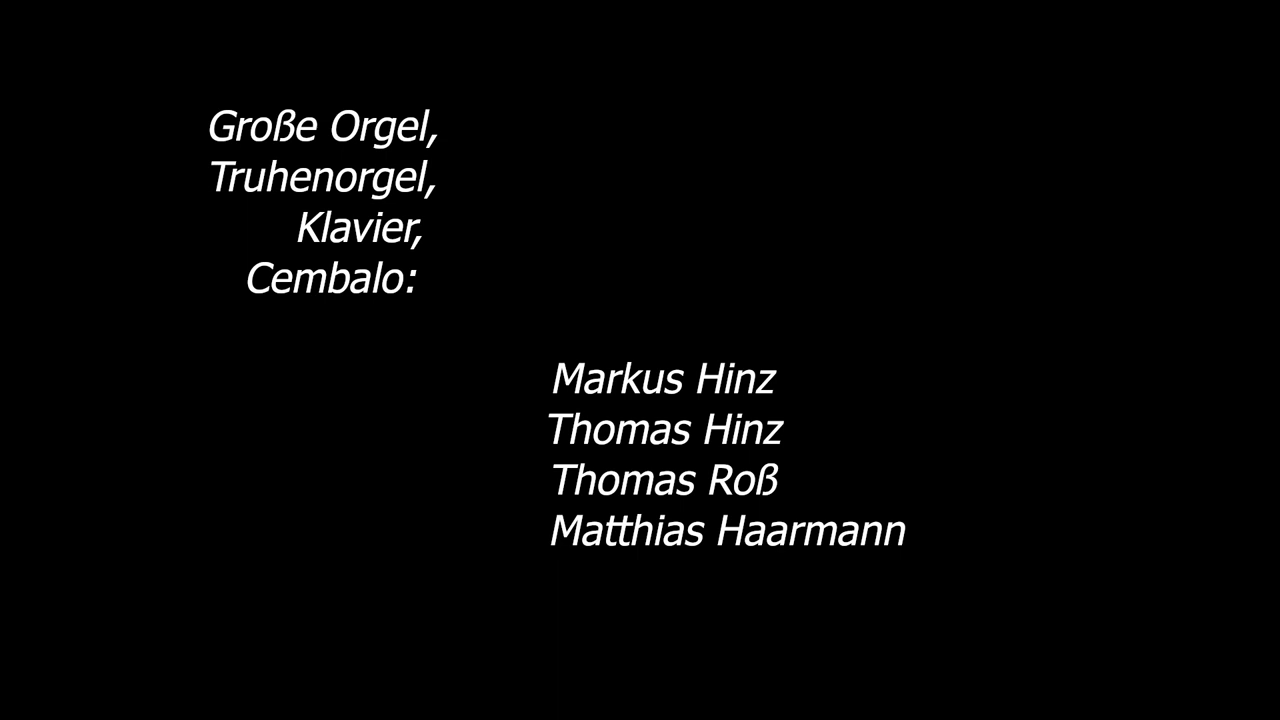 Große Orgel,
Truhenorgel,
Klavier,
Cembalo:
Markus Hinz
Thomas Hinz
Thomas Roß
Matthias Haarmann